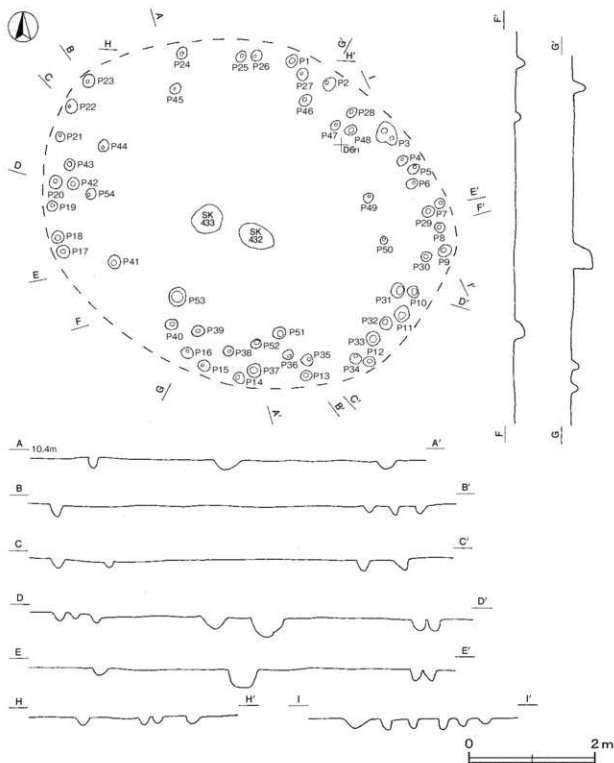 A
B
H
G'
H'
I
F'
G'
P24
P25
P26
P1
P23
P27
P2
C
P45
P46
P22
P28
P47
P48
P3
P21
P44
D6i1
P4
P5
D
P43
P6
P20
P42
P54
P49
E'
P19
P7
F'
SK
433
P29
SK
432
P8
P18
P50
P9
P17
P41
P30
I'
D'
E
P53
P31
P10
P11
F
P32
P40
P39
P51
P33
P52
P12
P16
P38
P36
P35
P34
P15
P37
P14
P13
G
B'
C'
A'
F
G
A
10.4m
A'
B
B'
C
C'
D
D'
E
E'
H
H'
I
I'
0
2m